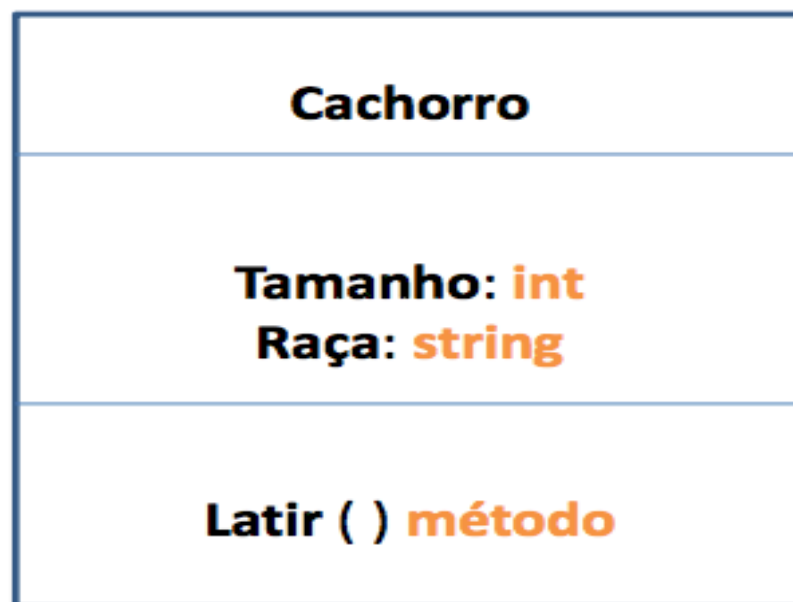 Cachorro
Tamanho: int
Raça: string
Latir ( ) método